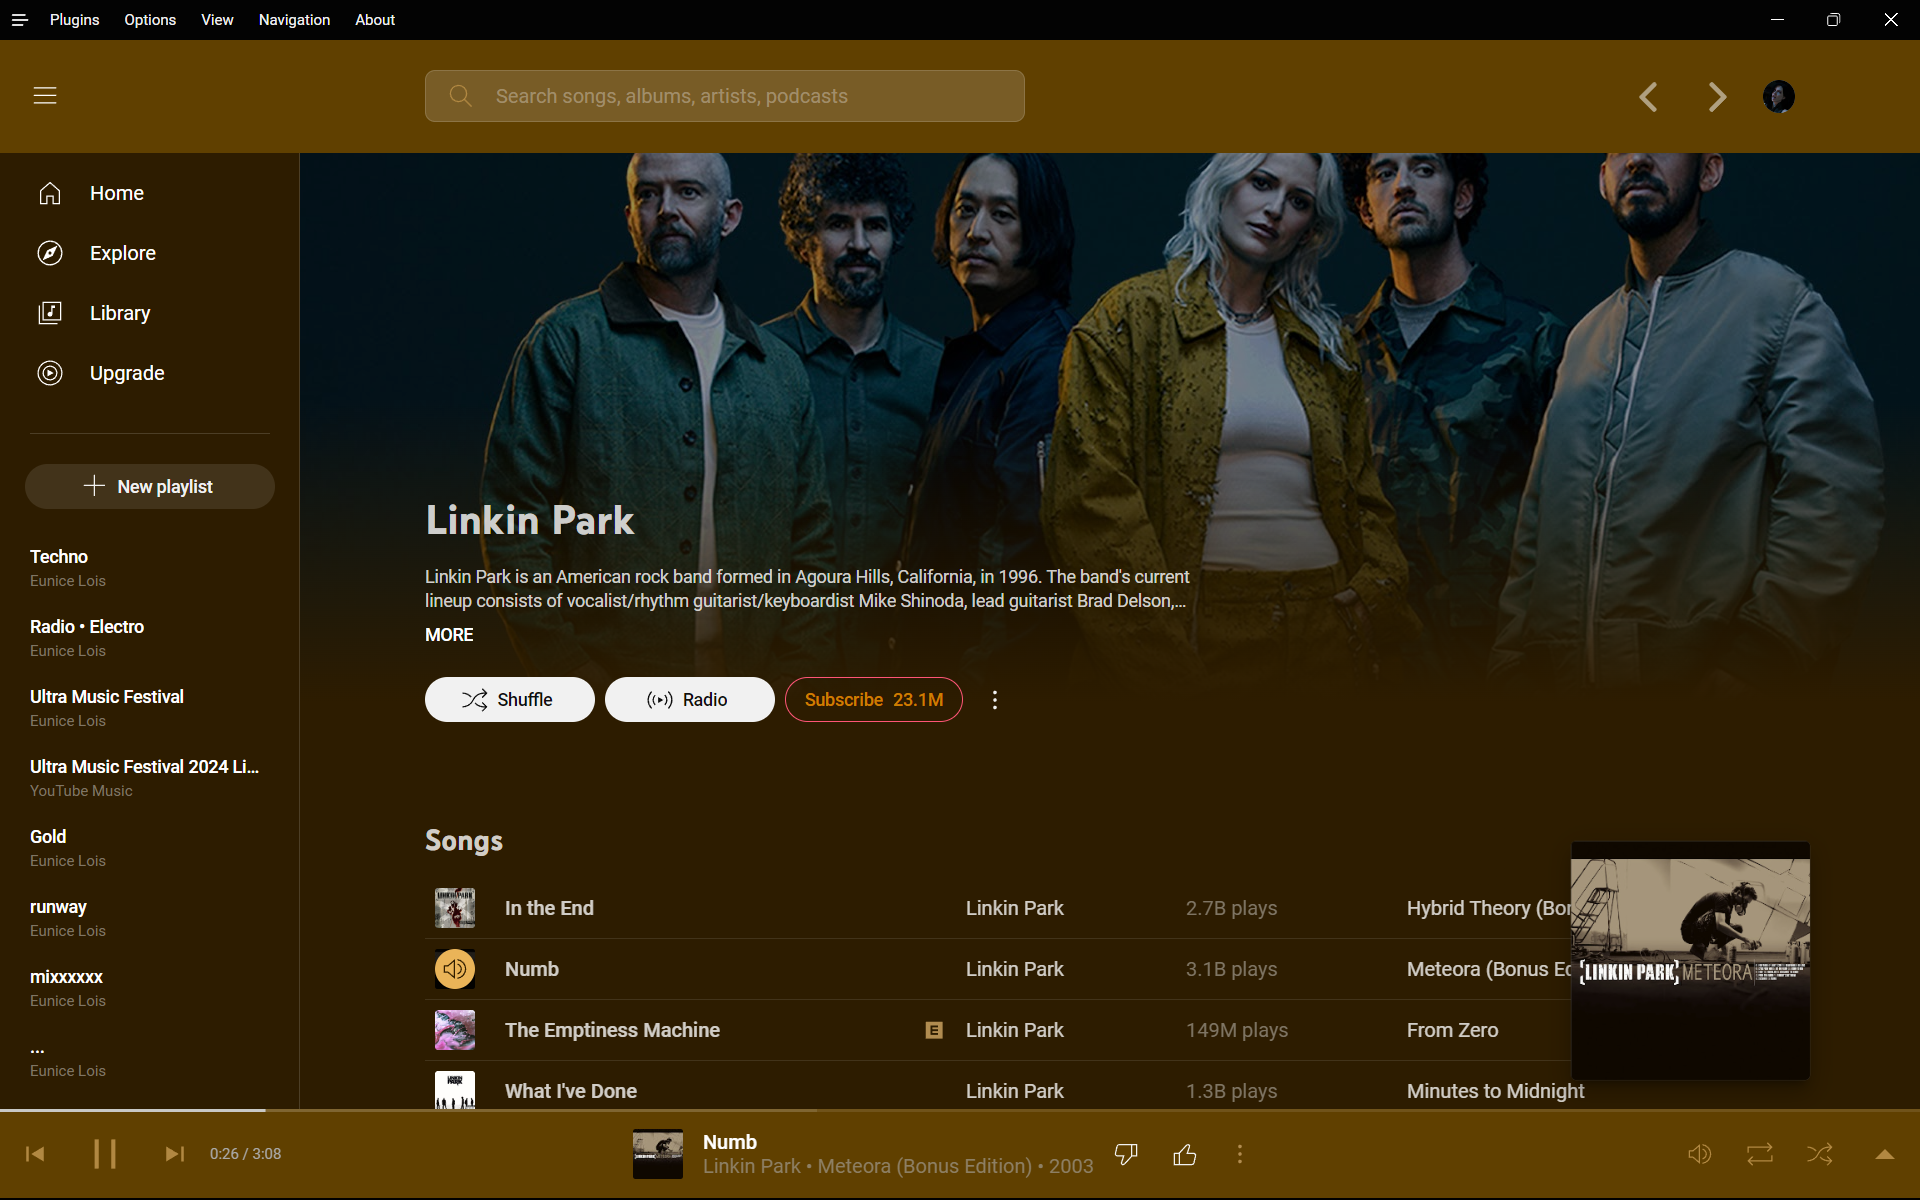 Plugins Options View Navigation About
Search songs, albums, artists, podcasts
Home
Explore
Library
Upgrade
New playlist
Techno
Eunice Lois
Radio • Electro
Eunice Lois
Ultra Music Festival
Eunice Lois
Ultra Music Festival 2024 Li...
YouTube Music
Gold
Eunice Lois
runway
Eunice Lois
mixxxxxx
Eunice Lois
...
Eunice Lois
Linkin Park
Linkin Park is an American rock band formed in Agoura Hills, California, in 1996. The band's current
lineup consists of vocalist/rhythm guitarist/keyboardist Mike Shinoda, lead guitarist Brad Delson,...
MORE
Shuffle Radio Subscribe 23.1M
Songs
In the End Linkin Park 2.7B plays Hybrid Theory (Bo
Numb Linkin Park 3.1B plays Meteora (Bonus E
The Emptiness Machine E Linkin Park 149M plays From Zero
What I've Done Linkin Park 1.3B plays Minutes to Midnight
[LINKIN PARK] METEORA
0:26 / 3:08
Numb
Linkin Park • Meteora (Bonus Edition) • 2003